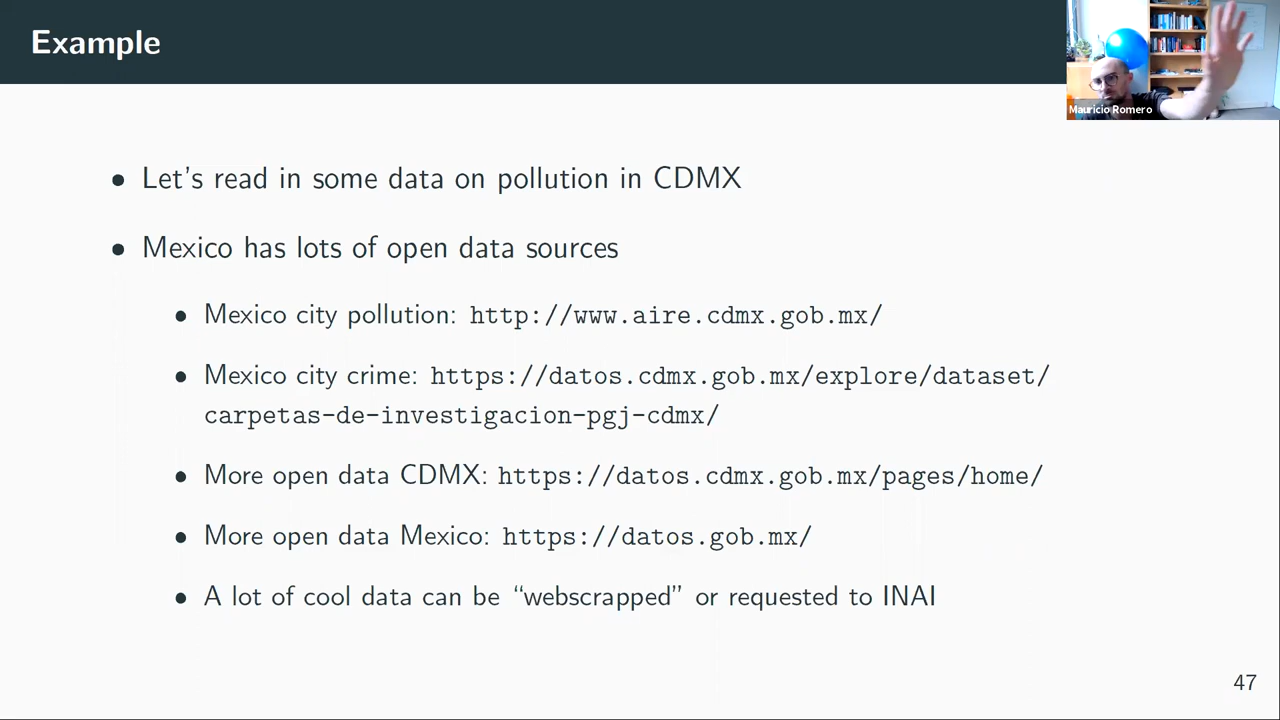 Example
Mauricio Romero
• Let's read in some data on pollution in CDMX
• Mexico has lots of open data sources
• Mexico city pollution: http://www.aire.cdmx.gob.mx/
• Mexico city crime: https://datos.cdmx.gob.mx/explore/dataset/
carpetas-de-investigacion-pgj-cdmx/
• More open data CDMX: https://datos.cdmx.gob.mx/pages/home/
• More open data Mexico: https://datos.gob.mx/
• A lot of cool data can be “webscrapped” or requested to INAI
47